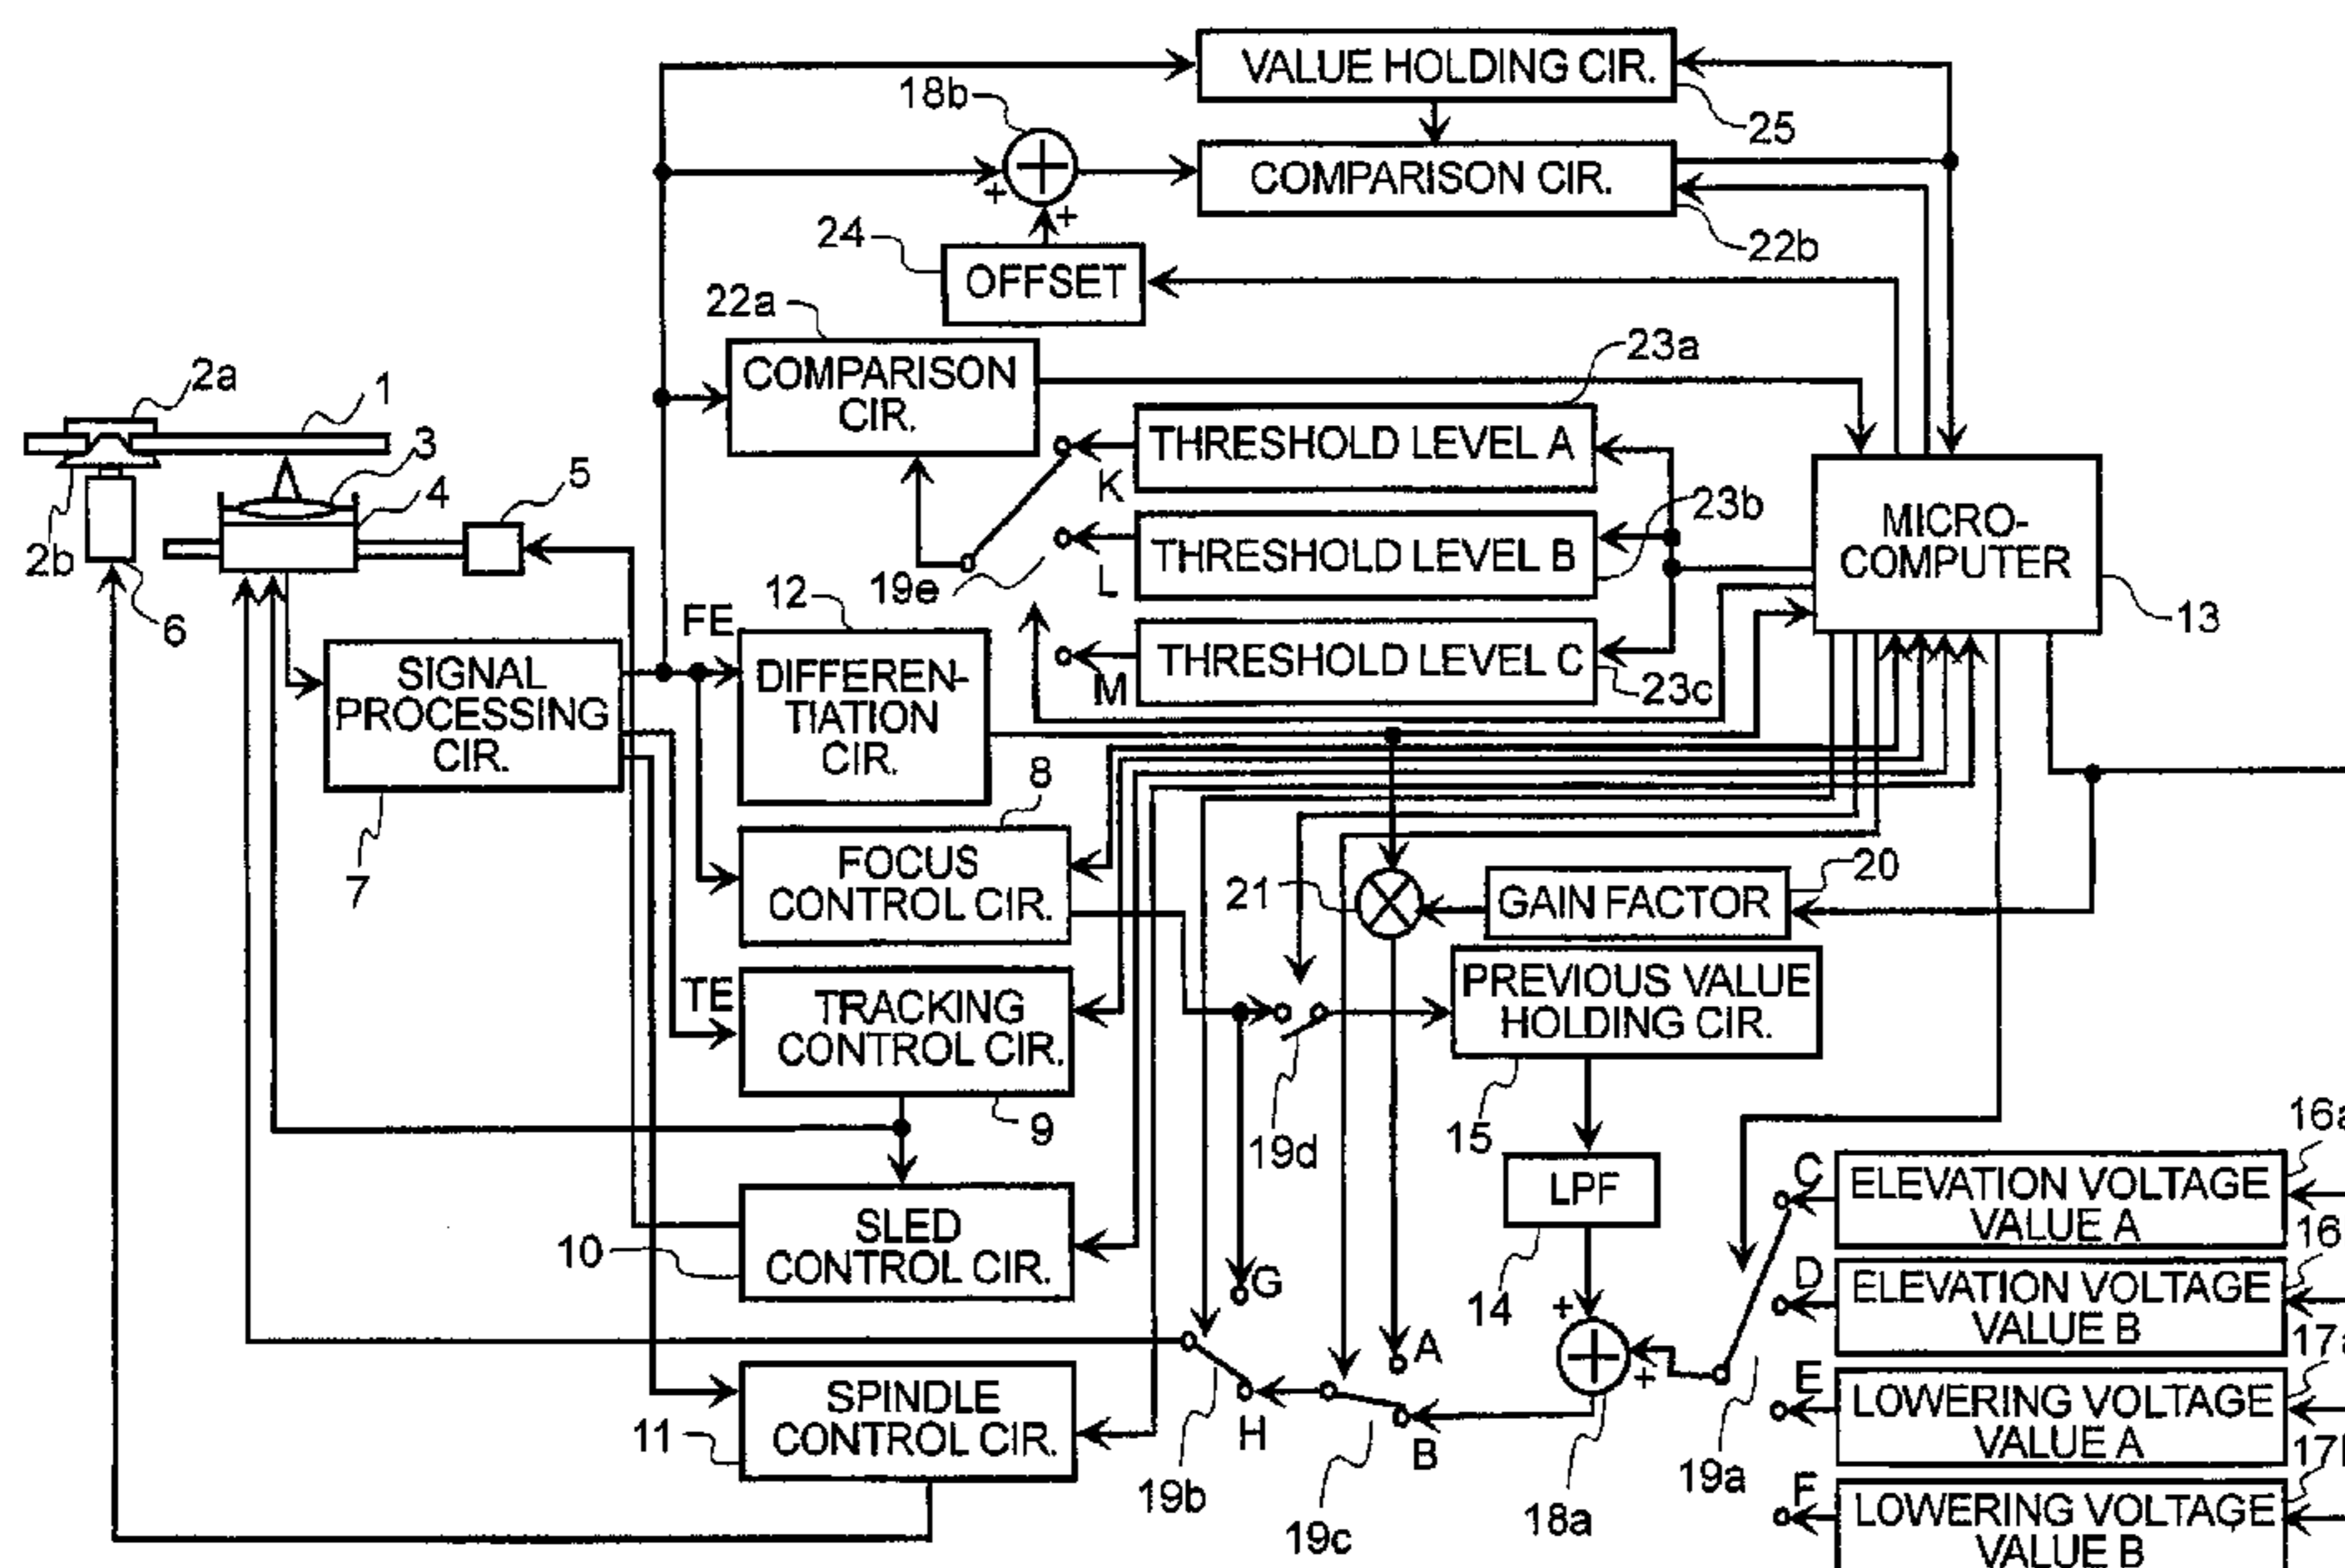 VALUE HOLDING CIR.
18b
25
COMPARISON CIR.
+
+
24
22b
OFFSET
22a
23a
COMPARISON
CIR.
2a
1
THRESHOLD LEVEL A
3
5
4
K
23b
MICRO-
COMPUTER
THRESHOLD LEVEL B
2b
19e
L
12
FE
6
13
THRESHOLD LEVEL C
SIGNAL
PROCESSING
CIR.
DIFFEREN-
TIATION
CIR.
M
23c
8
7
FOCUS
CONTROL CIR.
21
GAIN FACTOR
20
TE
TRACKING
CONTROL CIR.
PREVIOUS VALUE
HOLDING CIR.
9
19d
15
16a
C
ELEVATION VOLTAGE
VALUE A
LPF
SLED
CONTROL CIR.
10
16
G
14
D
ELEVATION VOLTAGE
VALUE B
+
+
17a
A
E
LOWERING VOLTAGE
VALUE A
SPINDLE
CONTROL CIR.
11
H
B
17
19b
19a
F
LOWERING VOLTAGE
VALUE B
19c
18a